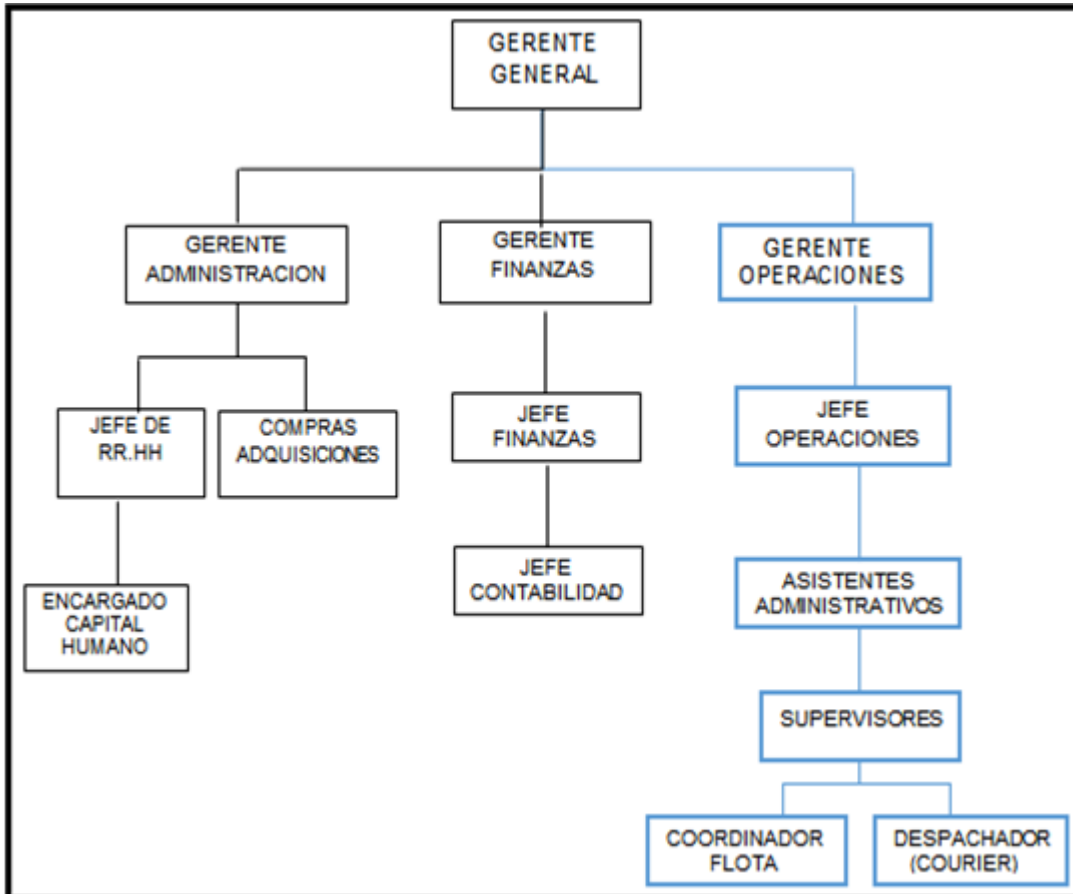 GERENTE
GENERAL
GERENTE
ADMINISTRACION
GERENTE
FINANZAS
GERENTE
OPERACIONES
JEFE DE
RR.HH
COMPRAS
ADQUISICIONES
JEFE
FINANZAS
JEFE
OPERACIONES
ENCARGADO
CAPITAL
HUMANO
JEFE
CONTABILIDAD
ASISTENTES
ADMINISTRATIVOS
SUPERVISORES
COORDINADOR
FLOTA
DESPACHADOR
(COURIER)